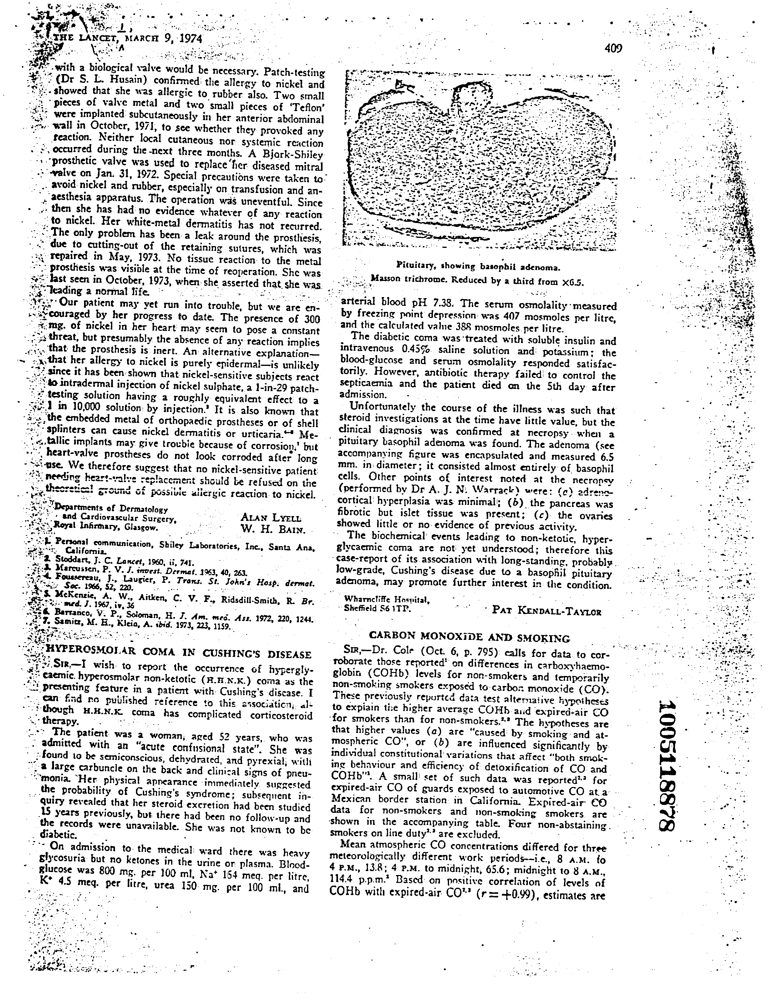 THE LANCET, MARCH 9, 1974
409
with a biological valve would be necessary. Patch-testing
(Dr S. L. Husain) confirmed the allergy to nickel and
showed that she was allergic to rubber also. Two small
pieces of valve metal and two small pieces of 'Teflon'
were implanted subcutaneously in her anterior abdominal
wall in October, 1971, to see whether they provoked any
reaction. Neither local cutaneous nor systemic reaction
occurred during the next three months. A Bjork-Shiley
prosthetic valve was used to replace her diseased mitral
valve on Jan. 31, 1972. Special precautions were taken to
avoid nickel and rubber, especially on transfusion and an-
aesthesia apparatus. The operation was uneventful. Since
then she has had no evidence whatever of any reaction
to nickel. Her white-metal dermatitis has not recurred.
The only problem has been a leak around the prosthesis,
due to cutting-out of the retaining sutures, which was
repaired in May, 1973. No tissue reaction to the metal
prosthesis was visible at the time of reoperation. She was
last seen in October, 1973, when she asserted that she was
leading a normal life.
Our patient may yet run into trouble, but we are en-
couraged by her progress to date. The presence of 300
mg. of nickel in her heart may seem to pose a constant
threat, but presumably the absence of any reaction implies
that the prosthesis is inert. An alternative explanation—
that her allergy to nickel is purely epidermal—is unlikely
since it has been shown that nickel-sensitive subjects react
to intradermal injection of nickel sulphate, a 1-in-29 patch-
testing solution having a roughly equivalent effect to a
1 in 10,000 solution by injection. It is also known that
the embedded metal of orthopaedic prostheses or of shell
splinters can cause nickel dermatitis or urticaria. Me-
tallic implants may give trouble because of corrosion, but
heart-valve prostheses do not look corroded after long
use. We therefore suggest that no nickel-sensitive patient
needing heart-valve replacement should be refused on the
theoretical ground of possible allergic reaction to nickel.
Departments of Dermatology
and Cardiovascular Surgery,
Royal Infirmary, Glasgow.
ALAN LYELL
W. H. BAIN.
1. Personal communication, Shiley Laboratories, Inc., Santa Ana,
California.
2. Stoddart, J. C. Lancet, 1960, ii, 741.
3. Marcussen, P. V. J. invest. Dermat. 1963, 40, 263.
4. Foussereau, J., Laugier, P. Trans. St. John's Hosp. dermat.
Soc. 1966, 52, 220.
5. McKenzie, A. W., Aitken, C. V. F., Ridsdill-Smith, R. Br.
med. J. 1967, iv, 36
6. Barranco, V. P., Soloman, H. J. Am. med. Ass. 1972, 220, 1244.
7. Samitz, M. H., Klein, A. ibid. 1973, 223, 1159.
HYPEROSMOLAR COMA IN CUSHING'S DISEASE
SIR,—I wish to report the occurrence of hypergly-
caemic hyperosmolar non-ketotic (H.H.N.K.) coma as the
presenting feature in a patient with Cushing's disease. I
can find no published reference to this association, al-
though H.H.N.K. coma has complicated corticosteroid
therapy.
The patient was a woman, aged 52 years, who was
admitted with an "acute confusional state". She was
found to be semiconscious, dehydrated, and pyrexial, with
a large carbuncle on the back and clinical signs of pneu-
monia. Her physical appearance immediately suggested
the probability of Cushing's syndrome; subsequent in-
quiry revealed that her steroid excretion had been studied
15 years previously, but there had been no follow-up and
the records were unavailable. She was not known to be
diabetic.
On admission to the medical ward there was heavy
glycosuria but no ketones in the urine or plasma. Blood-
glucose was 800 mg. per 100 ml, Na+ 154 meq. per litre,
K+ 4.5 meq. per litre, urea 150 mg. per 100 ml., and
Pituitary, showing basophil adenoma.
Masson trichrome. Reduced by a third from X6.5.
arterial blood pH 7.38. The serum osmolality measured
by freezing point depression was 407 mosmoles per litre,
and the calculated value 388 mosmoles per litre.
The diabetic coma was treated with soluble insulin and
intravenous 0.45% saline solution and potassium; the
blood-glucose and serum osmolality responded satisfac-
torily. However, antibiotic therapy failed to control the
septicaemia and the patient died on the 5th day after
admission.
Unfortunately the course of the illness was such that
steroid investigations at the time have little value, but the
clinical diagnosis was confirmed at necropsy when a
pituitary basophil adenoma was found. The adenoma (see
accompanying figure was encapsulated and measured 6.5
mm. in diameter; it consisted almost entirely of basophil
cells. Other points of interest noted at the necropsy
(performed by Dr A. J. N. Warrack) were: (a) adreno-
cortical hyperplasia was minimal; (b) the pancreas was
fibrotic but islet tissue was present; (c) the ovaries
showed little or no evidence of previous activity.
The biochemical events leading to non-ketotic, hyper-
glycaemic coma are not yet understood; therefore this
case-report of its association with long-standing, probably
low-grade, Cushing's disease due to a basophil pituitary
adenoma, may promote further interest in the condition.
Wharncliffe Hospital,
Sheffield S6 1TP.
PAT KENDALL-TAYLOR
CARBON MONOXIDE AND SMOKING
SIR,—Dr. Cole (Oct. 6, p. 795) calls for data to cor-
roborate those reported¹ on differences in carboxyhaemo-
globin (COHb) levels for non-smokers and temporarily
non-smoking smokers exposed to carbon monoxide (CO).
These previously reported data test alternative hypotheses
to explain the higher average COHb and expired-air CO
for smokers than for non-smokers.²,³ The hypotheses are
that higher values (a) are "caused by smoking and at-
mospheric CO", or (b) are influenced significantly by
individual constitutional variations that affect "both smok-
ing behaviour and efficiency of detoxification of CO and
COHb"¹. A small set of such data was reported²,³ for
expired-air CO of guards exposed to automotive CO at a
Mexican border station in California. Expired-air CO
data for non-smokers and non-smoking smokers are
shown in the accompanying table. Four non-abstaining
smokers on line duty²,³ are excluded.
Mean atmospheric CO concentrations differed for three
meteorologically different work periods—i.e., 8 A.M. to
4 P.M., 13.8; 4 P.M. to midnight, 65.6; midnight to 8 A.M.,
114.4 p.p.m.² Based on positive correlation of levels of
COHb with expired-air CO²,³ (r = +0.99), estimates are
1005118878